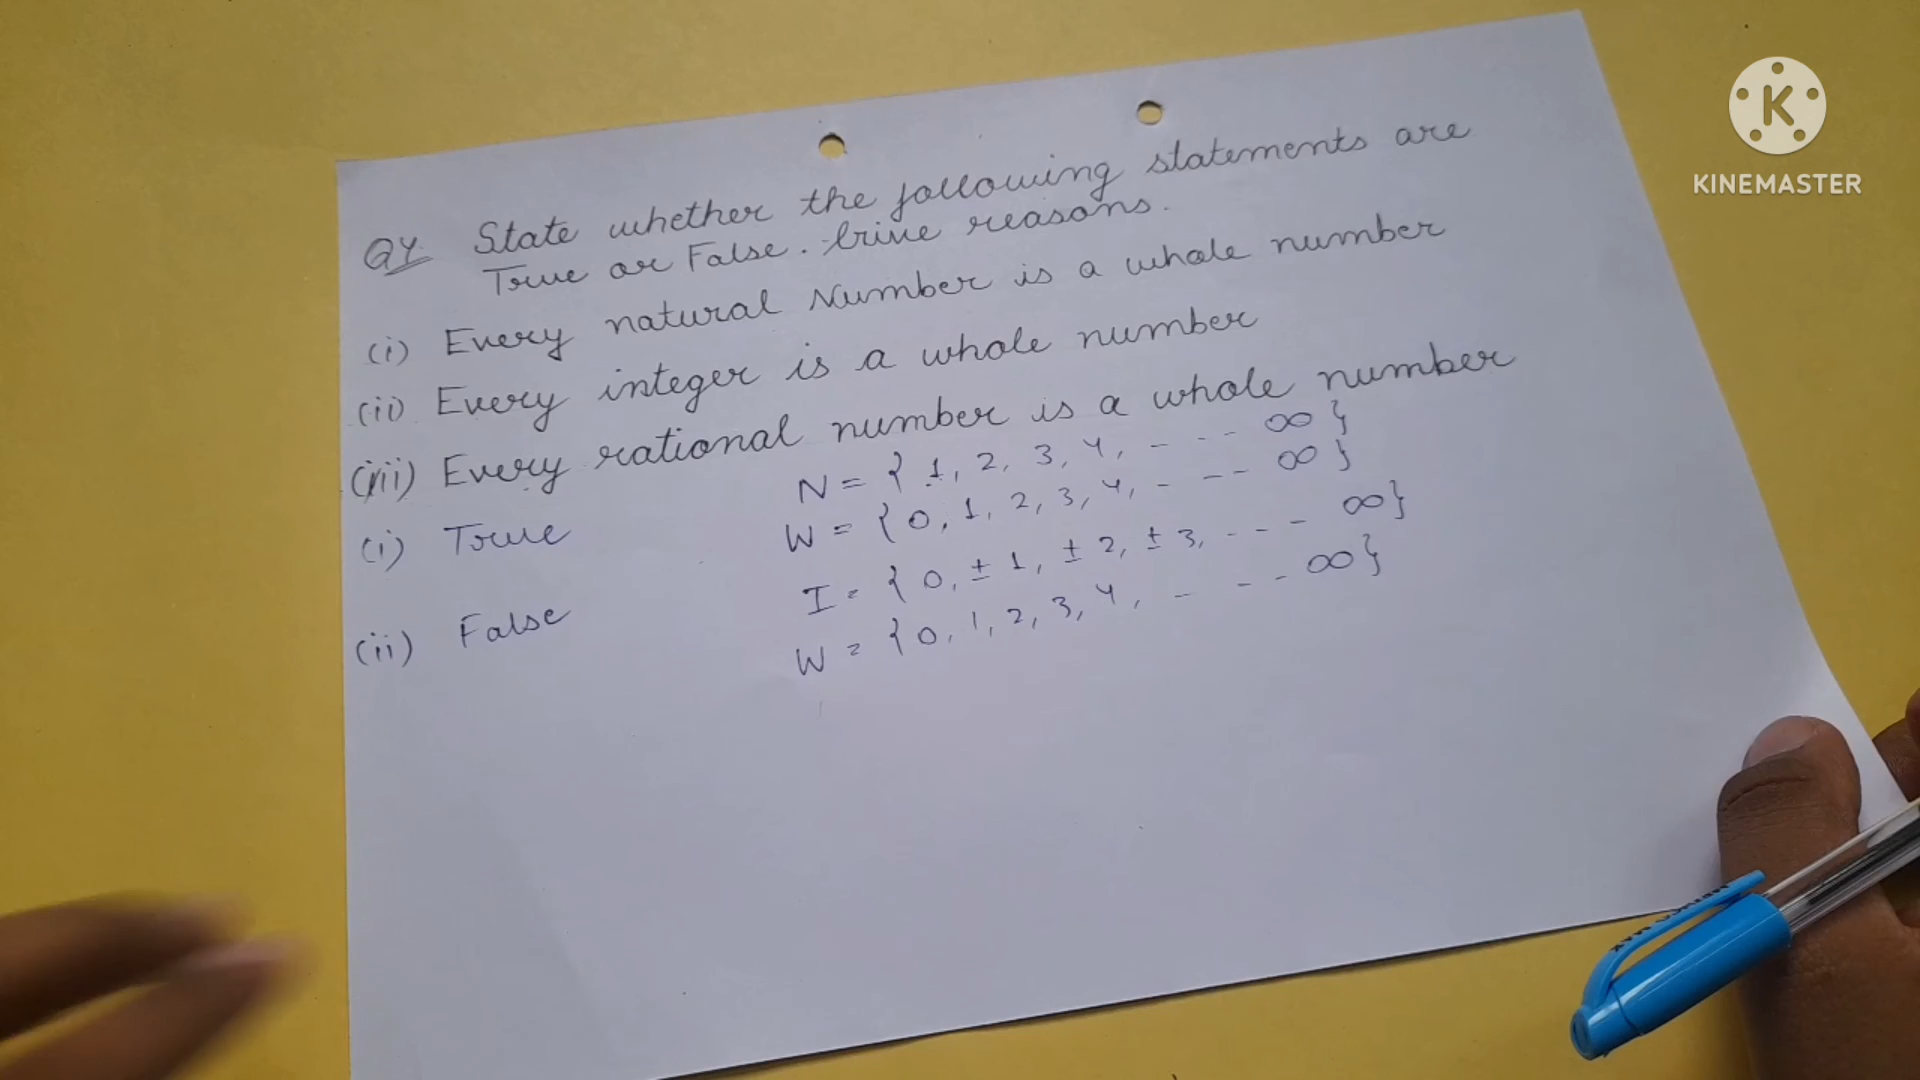 Q4 State whether the following statements are
True or False. Give reasons.
(i) Every natural Number is a whole number
(ii) Every integer is a whole number
(iii) Every rational number is a whole number
N = { 1, 2, 3, 4, - - - ∞ }
(i) True W = { 0, 1, 2, 3, 4, - - - ∞ }
I = { 0, ± 1, ± 2, ± 3, - - - ∞ }
(ii) False W = { 0, 1, 2, 3, 4, - - - ∞ }
K
KINEMASTER